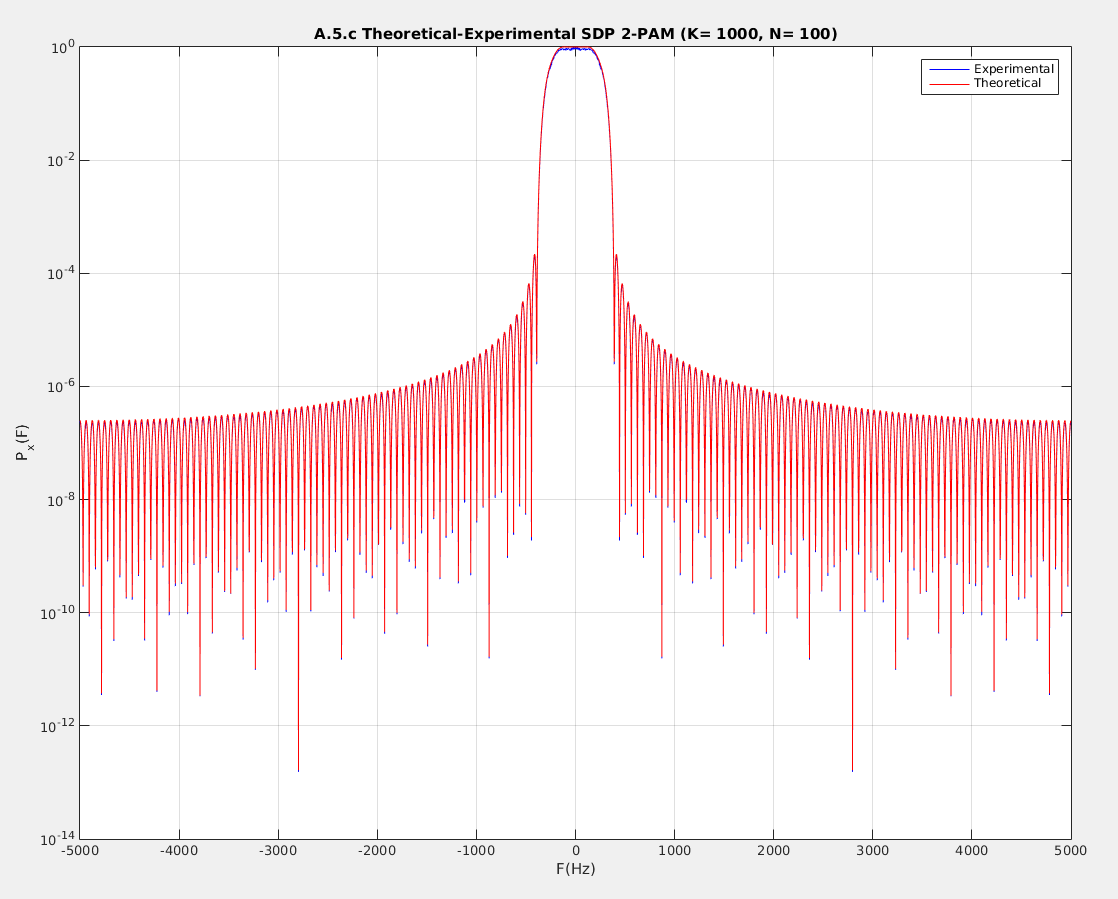 A.5.c Theoretical-Experimental SDP 2-PAM (K= 1000, N= 100)
Experimental
Theoretical
10^0
10^-2
10^-4
10^-6
10^-8
10^-10
10^-12
10^-14
P_x(F)
-5000 -4000 -3000 -2000 -1000 0 1000 2000 3000 4000 5000
F(Hz)